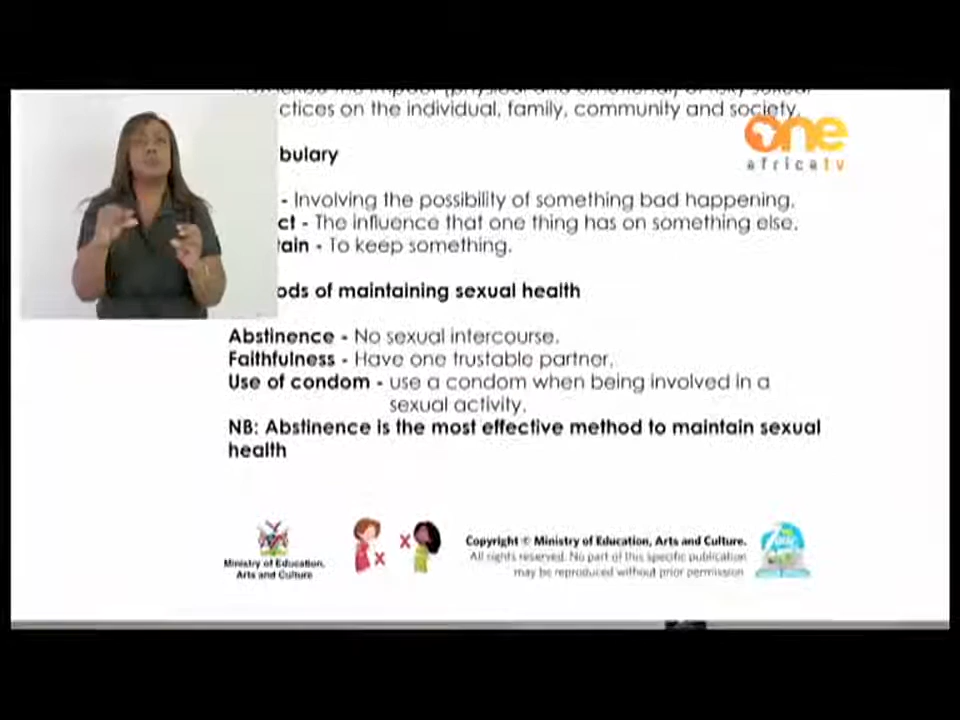 ctices on the individual, family, community and society.
one
africa tv
bulary
- Involving the possibility of something bad happening.
ct - The influence that one thing has on something else.
tain - To keep something.
ods of maintaining sexual health
Abstinence - No sexual intercourse.
Faithfulness - Have one trustable partner.
Use of condom - use a condom when being involved in a
sexual activity.
NB: Abstinence is the most effective method to maintain sexual
health
Ministry of Education,
Arts and Culture
x
x
Copyright © Ministry of Education, Arts and Culture.
All rights reserved. No part of this specific publication
may be reproduced without prior permission